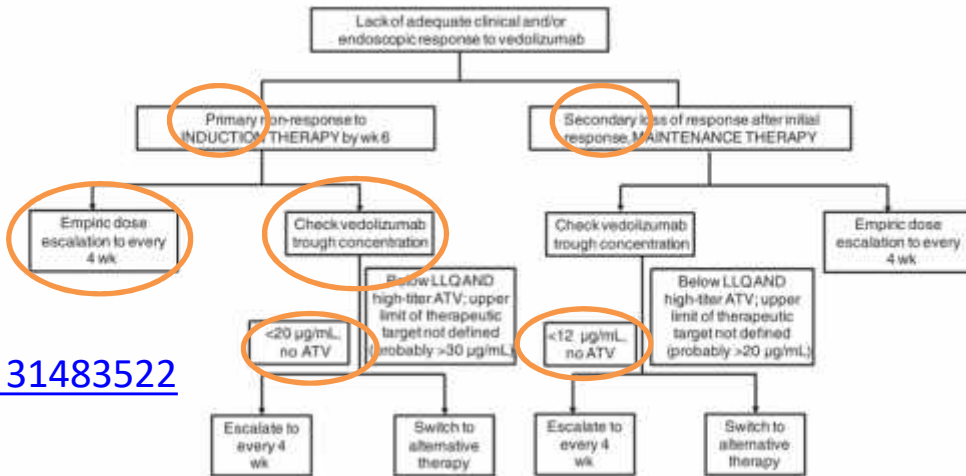 Lack of adequate clinical and/or
endoscopic response to vedolizumab
Primary non-response to
INDUCTION THERAPY by wk 6
Secondary loss of response after initial
response, MAINTENANCE THERAPY
Empiric dose
escalation to every
4 wk
Check vedolizumab
trough concentration
Check vedolizumab
trough concentration
Empiric dose
escalation to every
4 wk
<20 µg/mL,
no ATV
Below LLQ AND
high-titer ATV; upper
limit of therapeutic
target not defined
(probably >30 µg/mL)
<12 µg/mL,
no ATV
Below LLQ AND
high-titer ATV; upper
limit of therapeutic
target not defined
(probably >20 µg/mL)
31483522
Escalate to
every 4
wk
Switch to
alternative
therapy
Escalate to
every 4
wk
Switch to
alternative
therapy